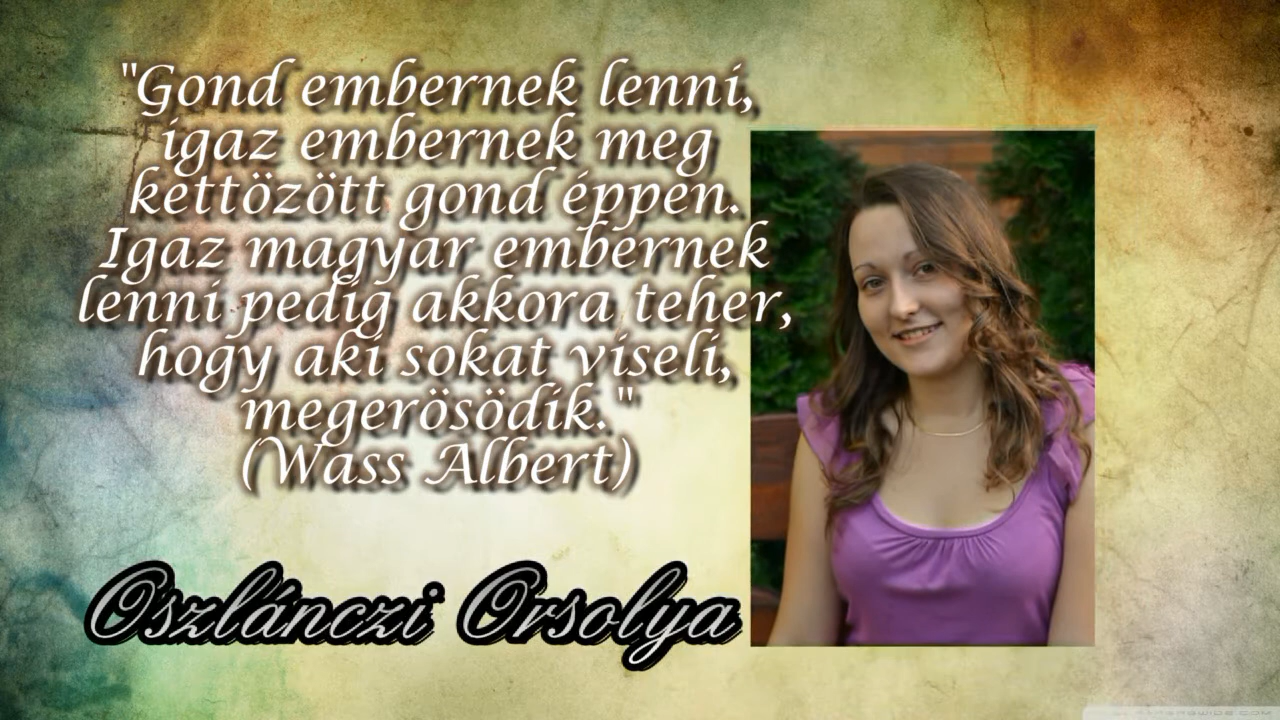 "Gond embernek lenni,
igaz embernek meg
kettözött gond éppen.
Igaz magyar embernek
lenni pedig akkora teher,
hogy aki sokat viseli,
megerösödik."
(Wass Albert)
Oszlánczi Orsolya